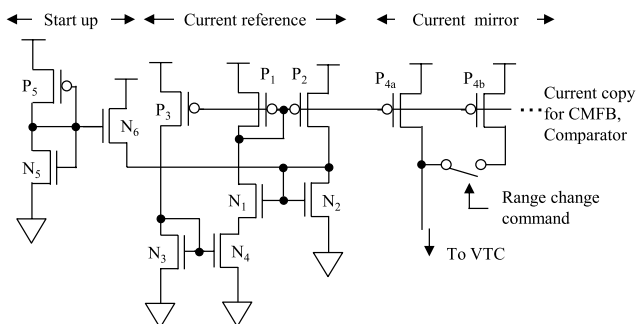 Start up
Current reference
Current mirror
P5
P3
P1
P2
P4a
P4b
N6
N5
Current copy
for CMFB,
Comparator
N1
N2
Range change
command
N3
N4
To VTC